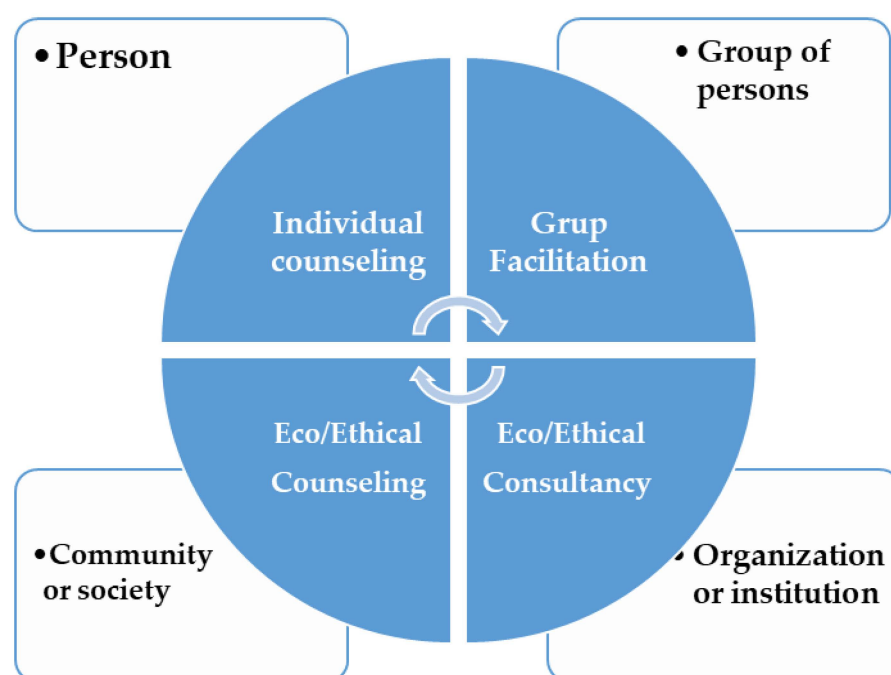 • Person
• Group of
persons
Individual
counseling
Grup
Facilitation
Eco/Ethical
Counseling
Eco/Ethical
Consultancy
•Community
or society
• Organization
or institution